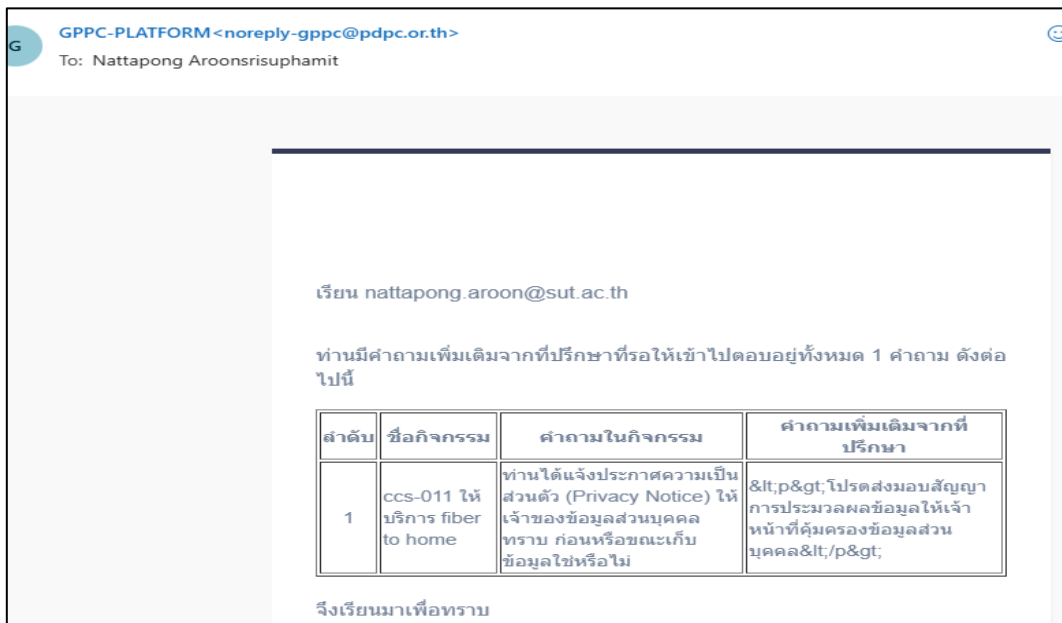 G
GPPC-PLATFORM<noreply-gppc@pdpc.or.th>
To: Nattapong Aroonsrisuphamit
เรียน nattapong.aroon@sut.ac.th
ท่านมีคำถามเพิ่มเติมจากที่ปรึกษาที่รอให้เข้าไปตอบอยู่ทั้งหมด 1 คำถาม ดังต่อ
ไปนี้
ลำดับ ชื่อกิจกรรม คำถามในกิจกรรม คำถามเพิ่มเติมจากที่
ปรึกษา
1
ccs-011 ให้
บริการ fiber
to home
ท่านได้แจ้งประกาศความเป็น
ส่วนตัว (Privacy Notice) ให้
เจ้าของข้อมูลส่วนบุคคล
ทราบ ก่อนหรือขณะเก็บ
ข้อมูลใช่หรือไม่
&lt;p&gt;โปรดส่งมอบสัญญา
การประมวลผลข้อมูลให้เจ้า
หน้าที่คุ้มครองข้อมูลส่วน
บุคคล&lt;/p&gt;
จึงเรียนมาเพื่อทราบ